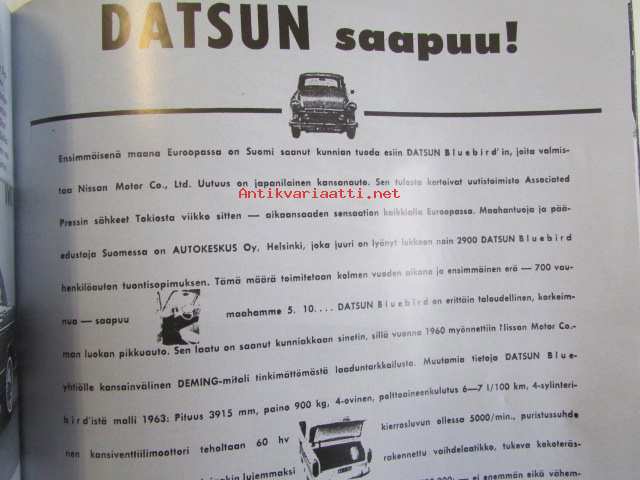 DATSUN saapuu!
Ensimmäisenä maana Euroopassa on Suomi saanut kunnian tuoda esiin DATSUN Bluebird'in, joita valmis-
taa Nissan Motor Co., Ltd. Uutuus on japanilainen kansanauto. Sen tulosta kertoivat uutistoimisto Associated
Antikvariaatti.net
Pressin sähkeet Tokiosta viikko sitten — aikaansaaden sensaation kaikkialla Euroopassa. Maahantuoja ja pää-
edustaja Suomessa on AUTOKESKUS Oy, Helsinki, joka juuri on lyönyt lukkoon noin 2900 DATSUN Bluebird
henkilöauton tuontisopimuksen. Tämä määrä toimitetaan kolmen vuoden aikana ja ensimmäinen erä — 700 vau-
nua — saapuu maahamme 5. 10.... DATSUN Bluebird on erittäin taloudellinen, korkeim-
man luokan pikkuauto. Sen laatu on saanut kunniakkaan sinetin, sillä vuonna 1960 myönnettiin Nissan Motor Co.-
yhtiölle kansainvälinen DEMING-mitali tinkimättömästä laaduntarkkailusta. Muutamia tietoja DATSUN Blue-
bird'istä malli 1963: Pituus 3915 mm, paino 900 kg, 4-ovinen, polttoaineenkulutus 6—7 l/100 km, 4-sylinteri-
nen kansiventtiilimoottori teholtaan 60 hv kierrosluvun ollessa 5000/min., puristussuhde
lujemmaksi rakennettu vaihdelaatikko, tukeva kokoteräs-
— ei enemmän eikä vähem-